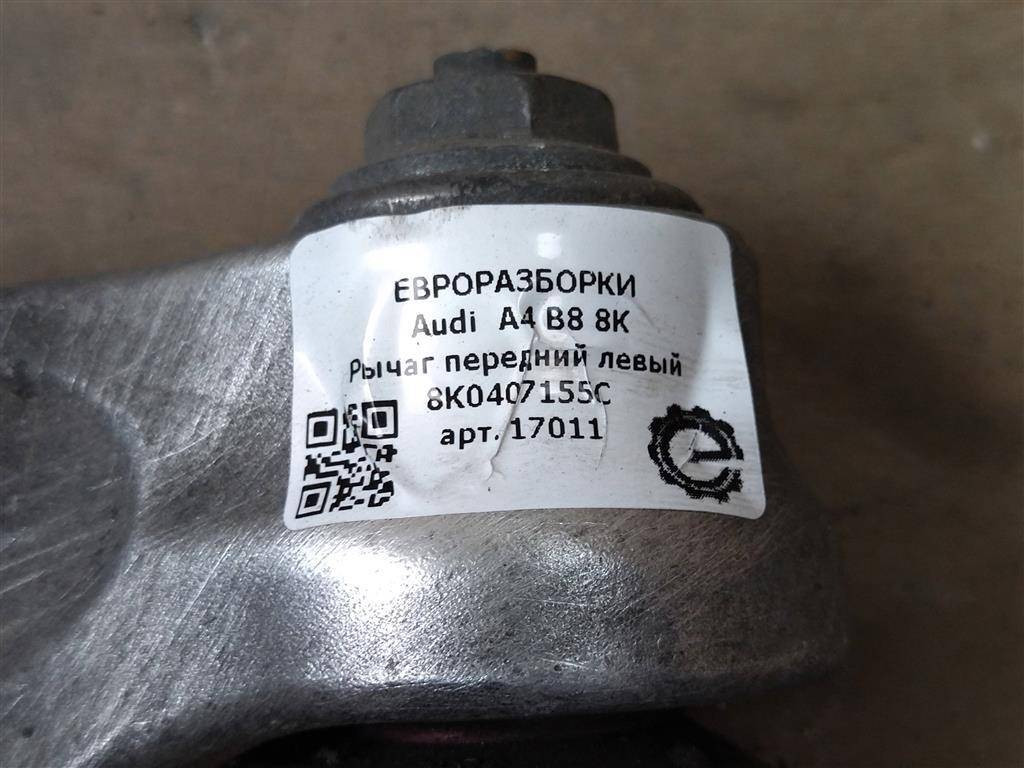 ЕВРОРАЗБОРКИ
Audi A4 B8 8K
Рычаг передний левый
8K0407155C
арт. 17011